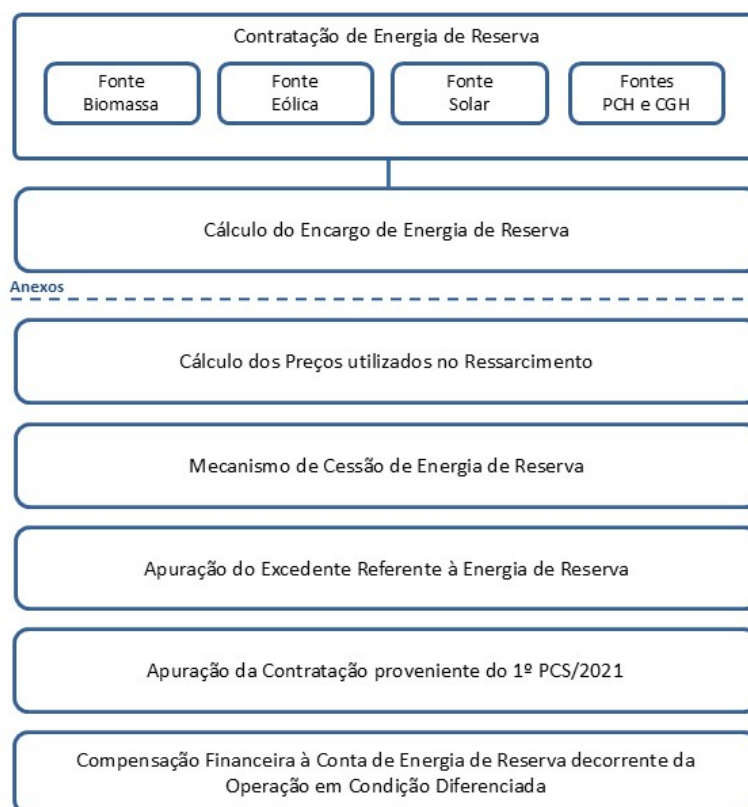 Contratação de Energia de Reserva
Fonte
Biomassa
Fonte
Eólica
Fonte
Solar
Fontes
PCH e CGH
Cálculo do Encargo de Energia de Reserva
Anexos
Cálculo dos Preços utilizados no Ressarcimento
Mecanismo de Cessão de Energia de Reserva
Apuração do Excedente Referente à Energia de Reserva
Apuração da Contratação proveniente do 1º PCS/2021
Compensação Financeira à Conta de Energia de Reserva decorrente da
Operação em Condição Diferenciada